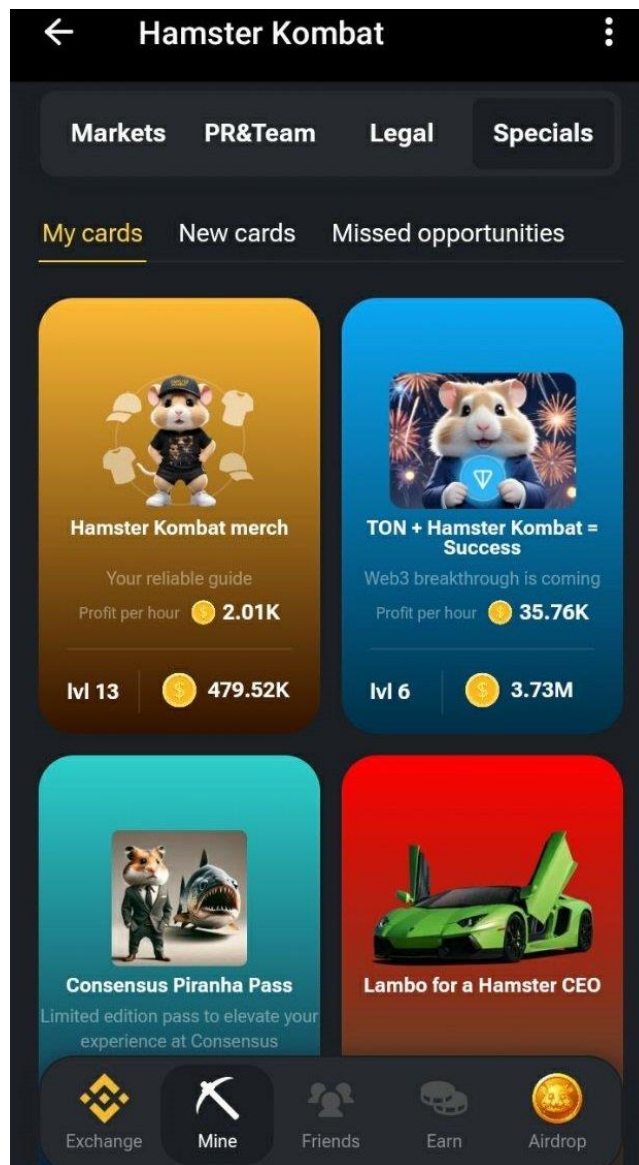 Hamster Kombat
Markets PR&Team Legal Specials
My cards New cards Missed opportunities
Hamster Kombat merch
Your reliable guide
Profit per hour 2.01K
lvl 13 479.52K
TON + Hamster Kombat =
Success
Web3 breakthrough is coming
Profit per hour 35.76K
lvl 6 3.73M
Consensus Piranha Pass
Limited edition pass to elevate your
experience at Consensus
Lambo for a Hamster CEO
Exchange Mine Friends Earn Airdrop